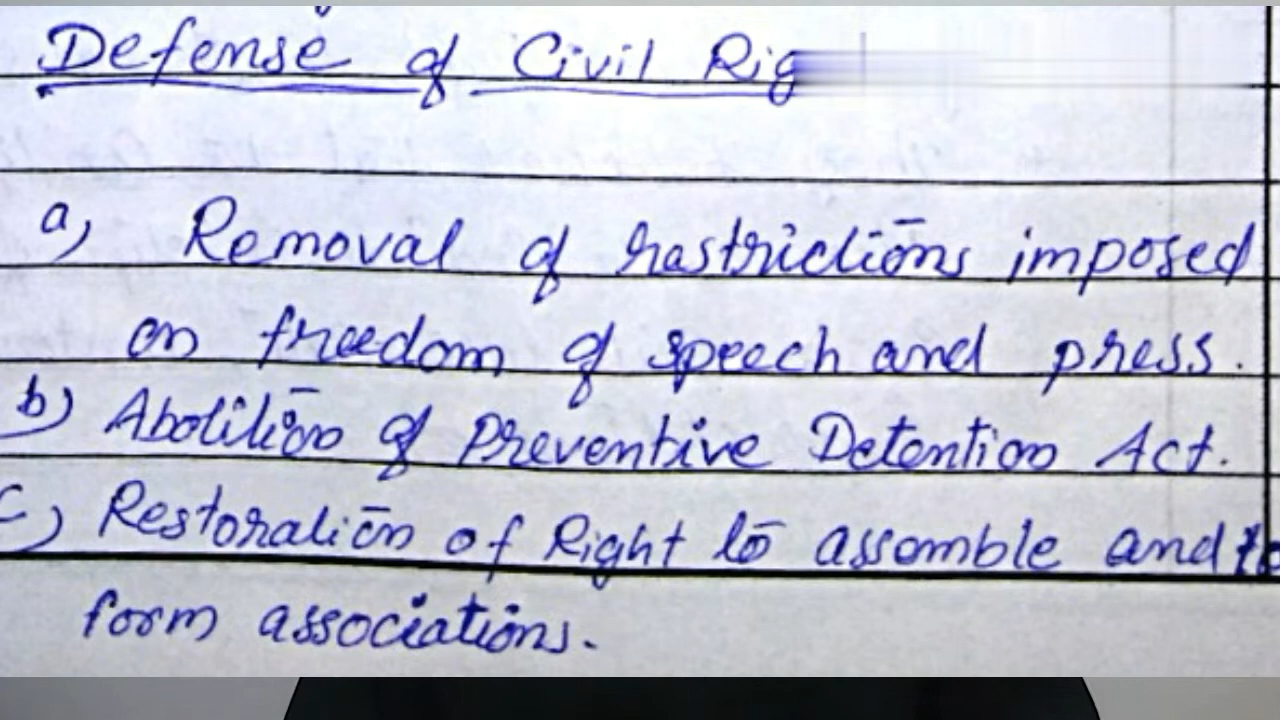 Defense of Civil Rig
a) Removal of restrictions imposed
on freedom of speech and press.
b) Abolition of Preventive Detention Act.
c) Restoration of Right to assemble and to
form associations.